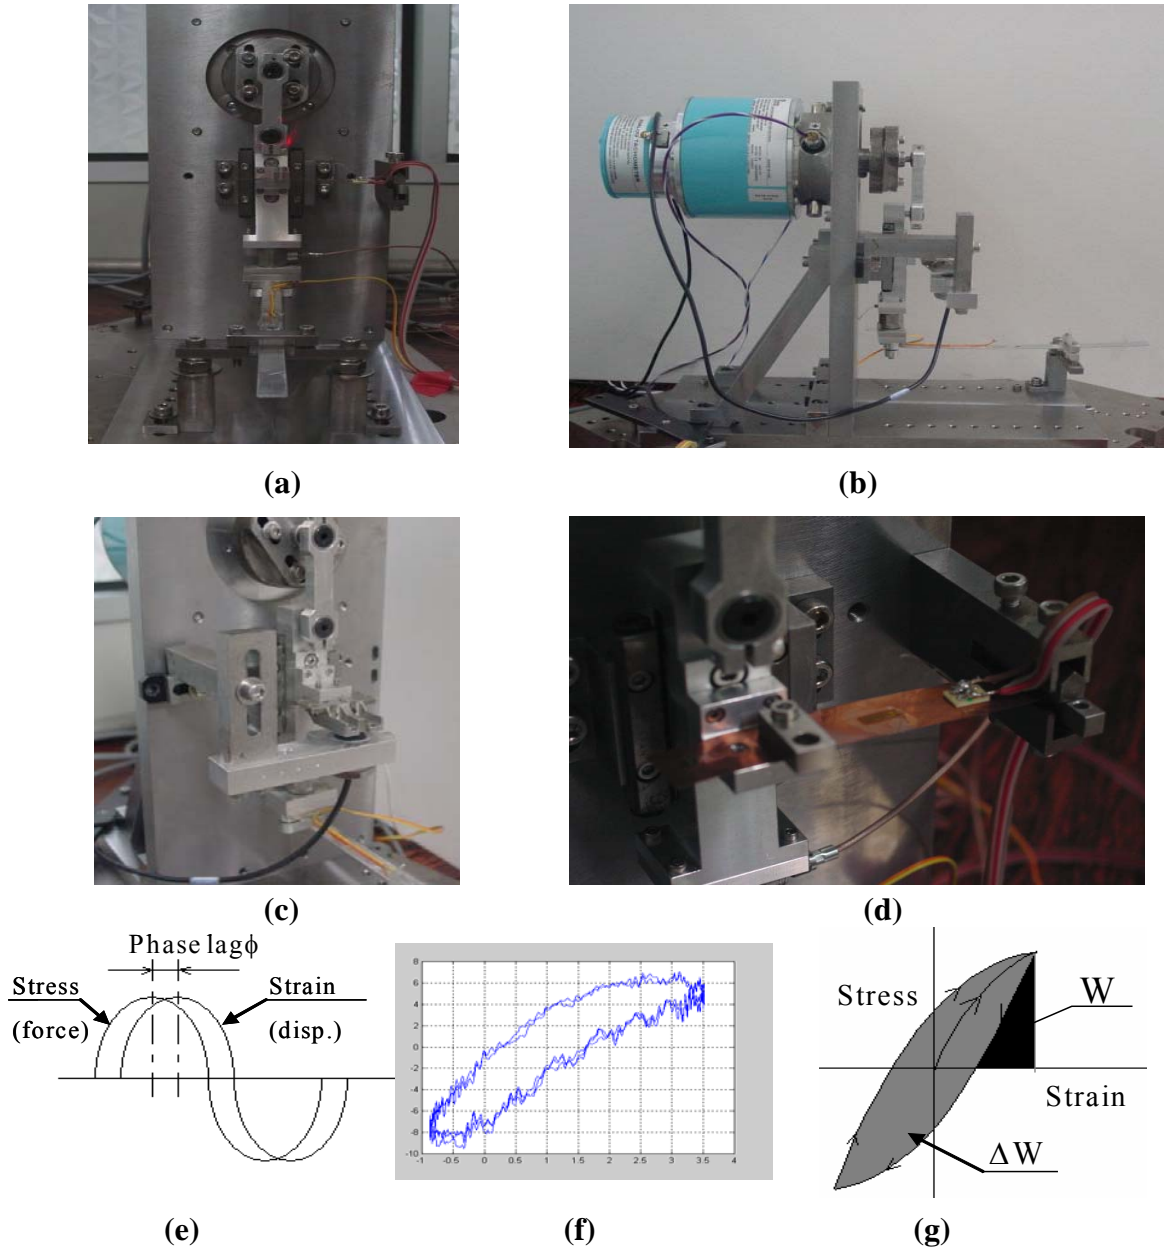 (a)
(b)
TACHOMETER
(c)
(d)
Phase lagϕ
Stress
(force)
Strain
(disp.)
8
6
4
2
0
-2
-4
-6
-8
-10
-1
-0.5
0
0.5
1
1.5
2
2.5
3
3.5
4
Stress
W
Strain
ΔW
(e)
(f)
(g)